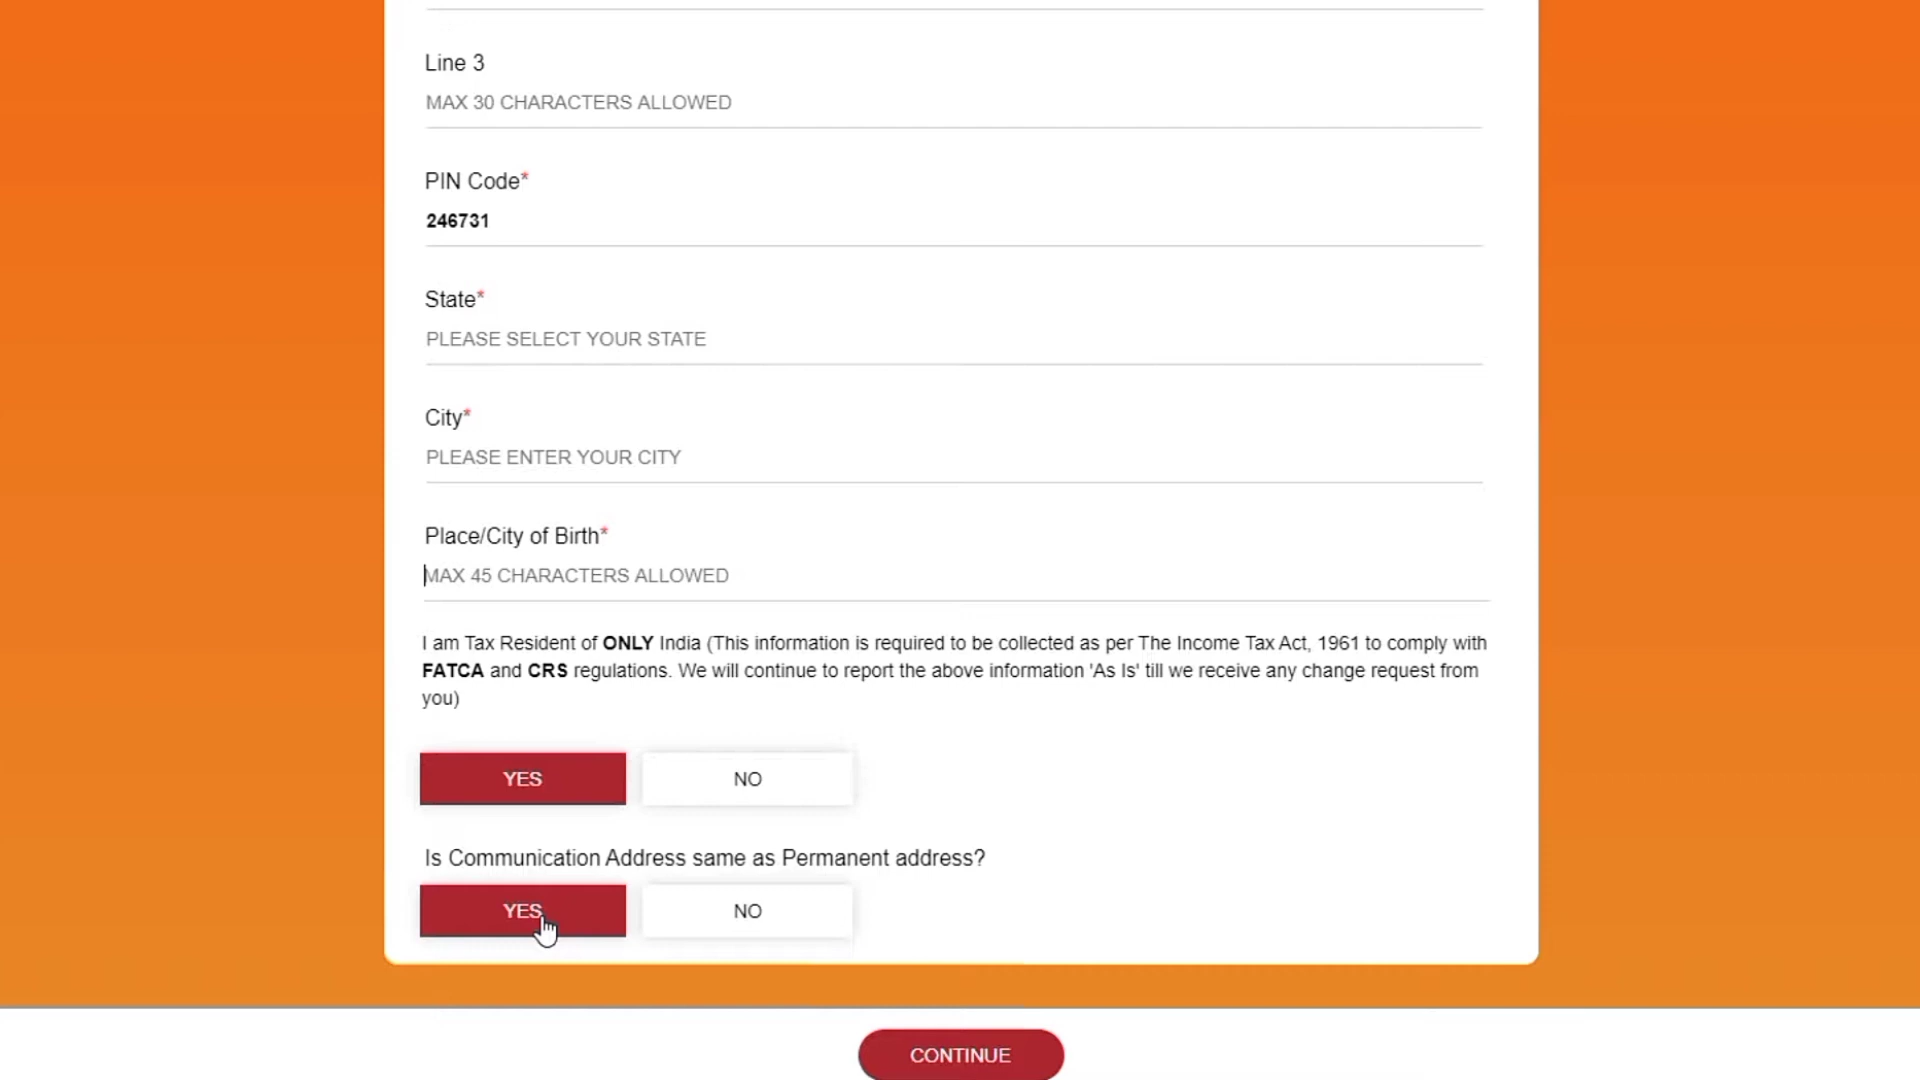 Line 3
MAX 30 CHARACTERS ALLOWED
PIN Code*
246731
State*
PLEASE SELECT YOUR STATE
City*
PLEASE ENTER YOUR CITY
Place/City of Birth*
MAX 45 CHARACTERS ALLOWED
I am Tax Resident of ONLY India (This information is required to be collected as per The Income Tax Act, 1961 to comply with
FATCA and CRS regulations. We will continue to report the above information 'As Is' till we receive any change request from
you)
YES NO
Is Communication Address same as Permanent address?
YES NO
CONTINUE